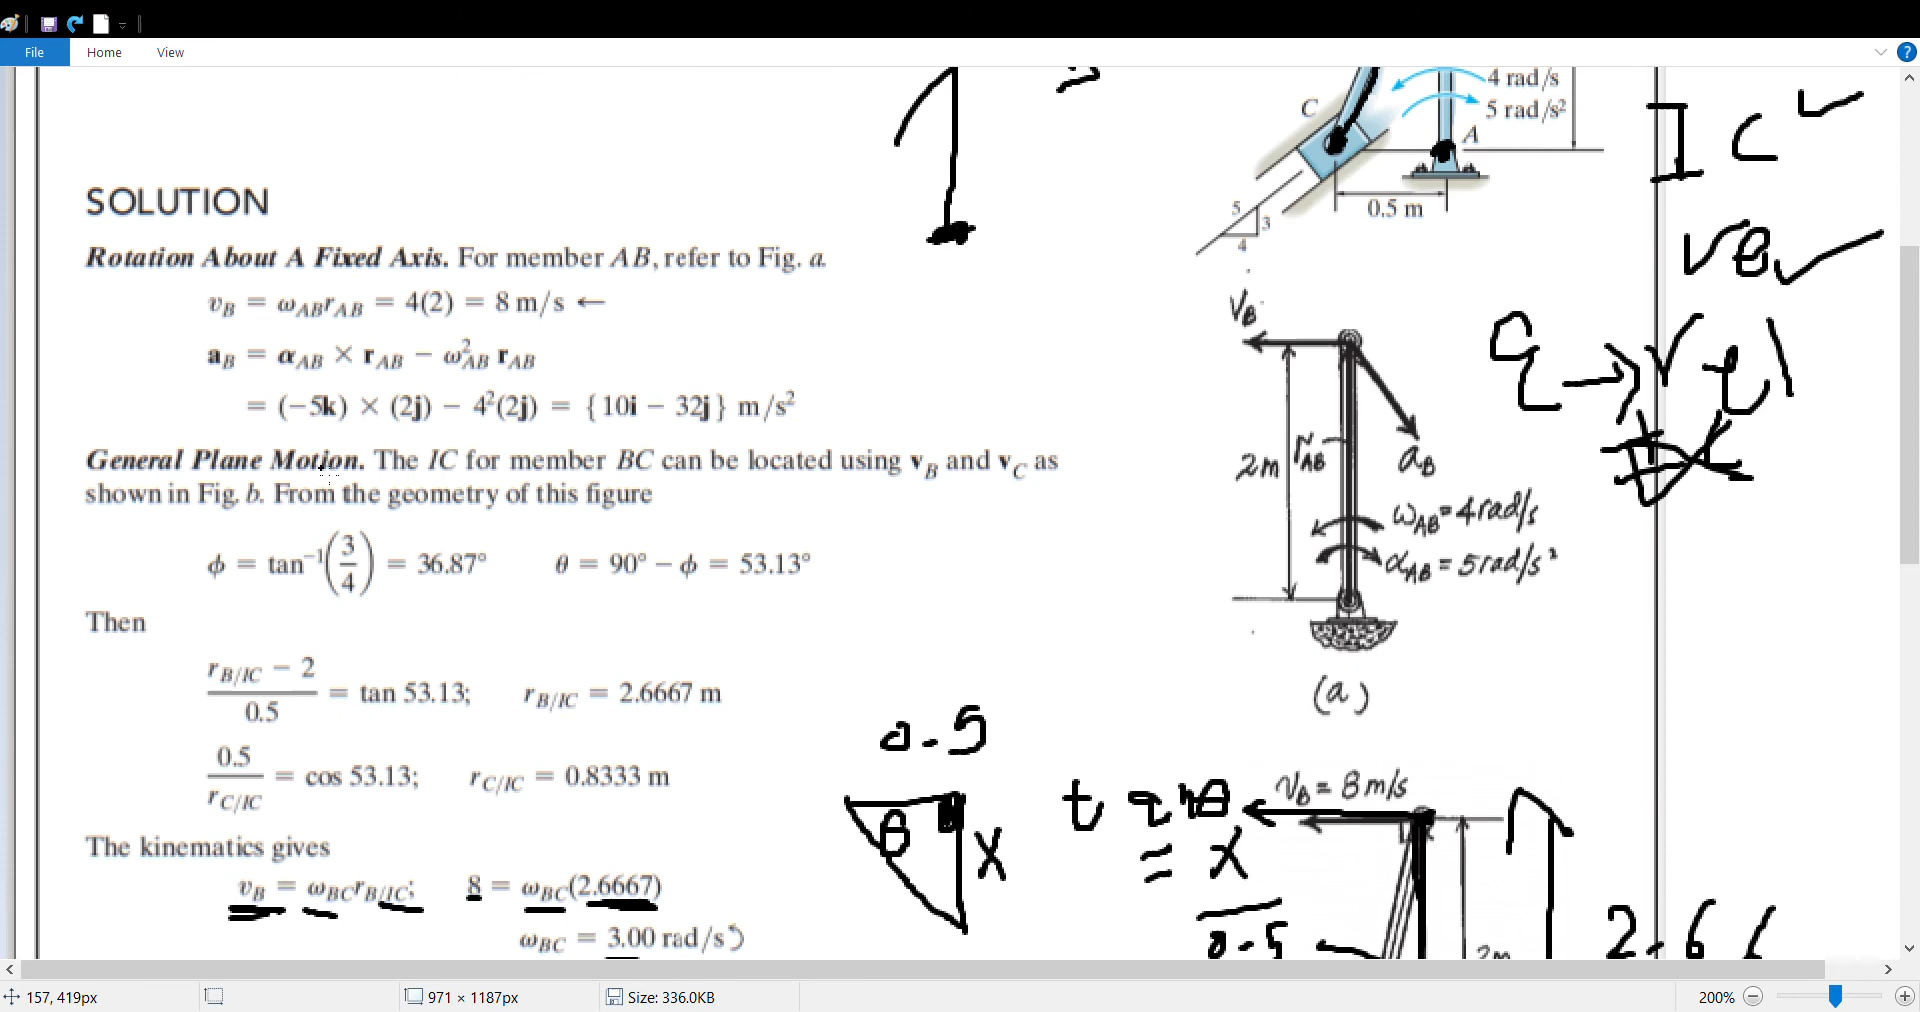 File Home View
4 rad/s
5 rad/s²
C
A
0.5 m
5
3
4
I C
SOLUTION
Rotation About A Fixed Axis. For member AB, refer to Fig. a.
v_B = ω_AB r_AB = 4(2) = 8 m/s ←
a_B = α_AB × r_AB − ω²_AB r_AB
= (−5k) × (2j) − 4²(2j) = {10i − 32j} m/s²
General Plane Motion. The IC for member BC can be located using v_B and v_C as
shown in Fig. b. From the geometry of this figure
ϕ = tan⁻¹(3/4) = 36.87° θ = 90° − ϕ = 53.13°
Then
(r_B/IC − 2)/0.5 = tan 53.13; r_B/IC = 2.6667 m
0.5/r_C/IC = cos 53.13; r_C/IC = 0.8333 m
The kinematics gives
v_B = ω_BC r_B/IC; 8 = ω_BC(2.6667)
ω_BC = 3.00 rad/s
V_B
VB
2m
r_AB
a_B
ω_AB = 4 rad/s
α_AB = 5 rad/s²
(a)
0.5
θ
X
tanθ
= X
0.5
V_B = 8 m/s
2m
2.66
157, 419px
971 × 1187px
Size: 336.0KB
200%